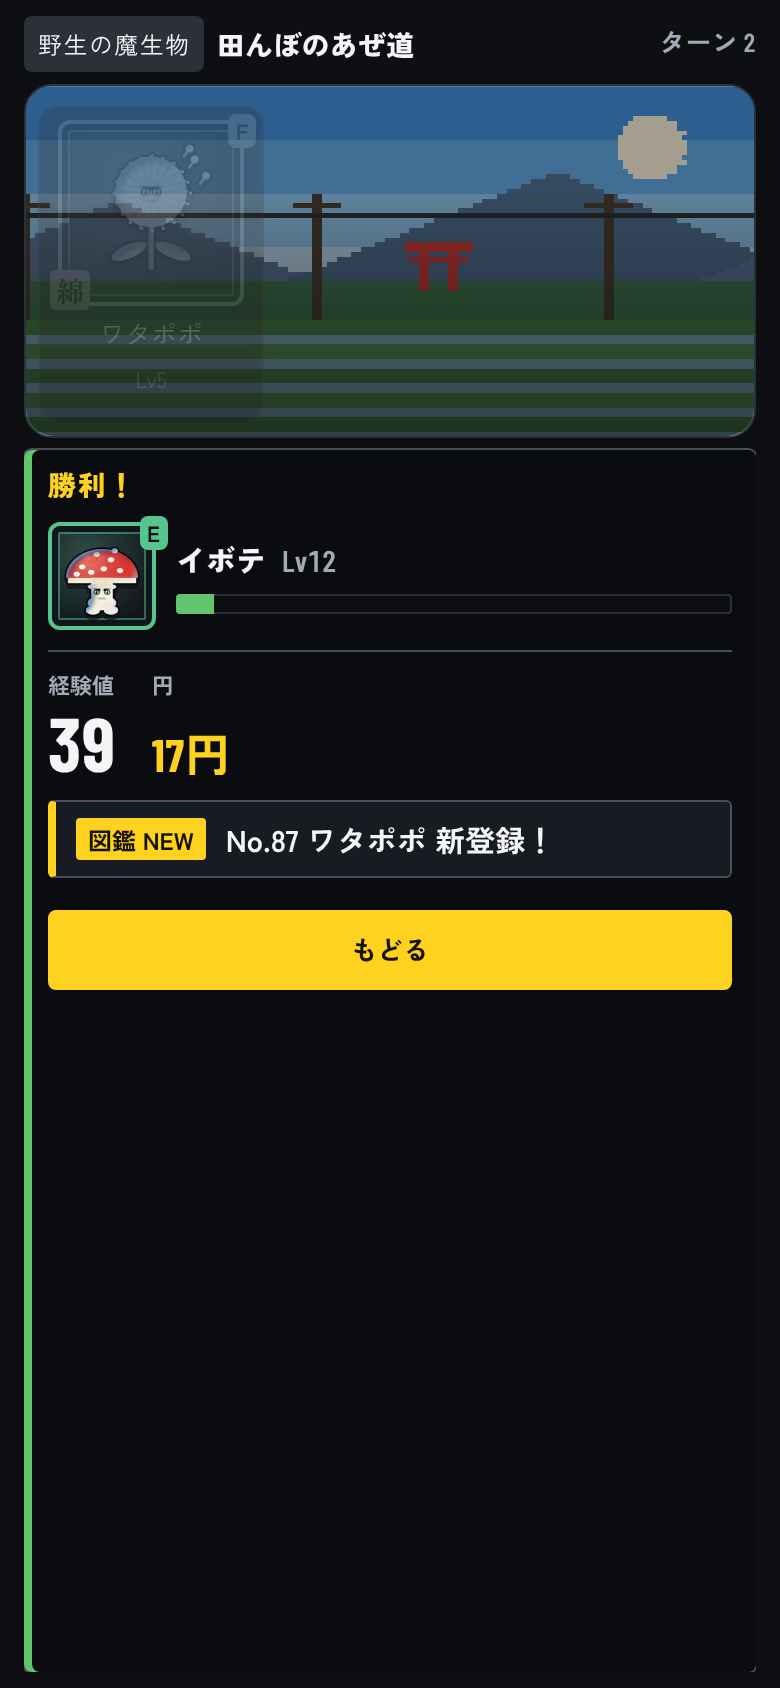 野生の魔生物 田んぼのあぜ道 ターン 2
F
綿
ワタポポ
Lv5
勝利！
E
イボテ Lv12
経験値 円
39 17円
図鑑 NEW No.87 ワタポポ 新登録！
もどる